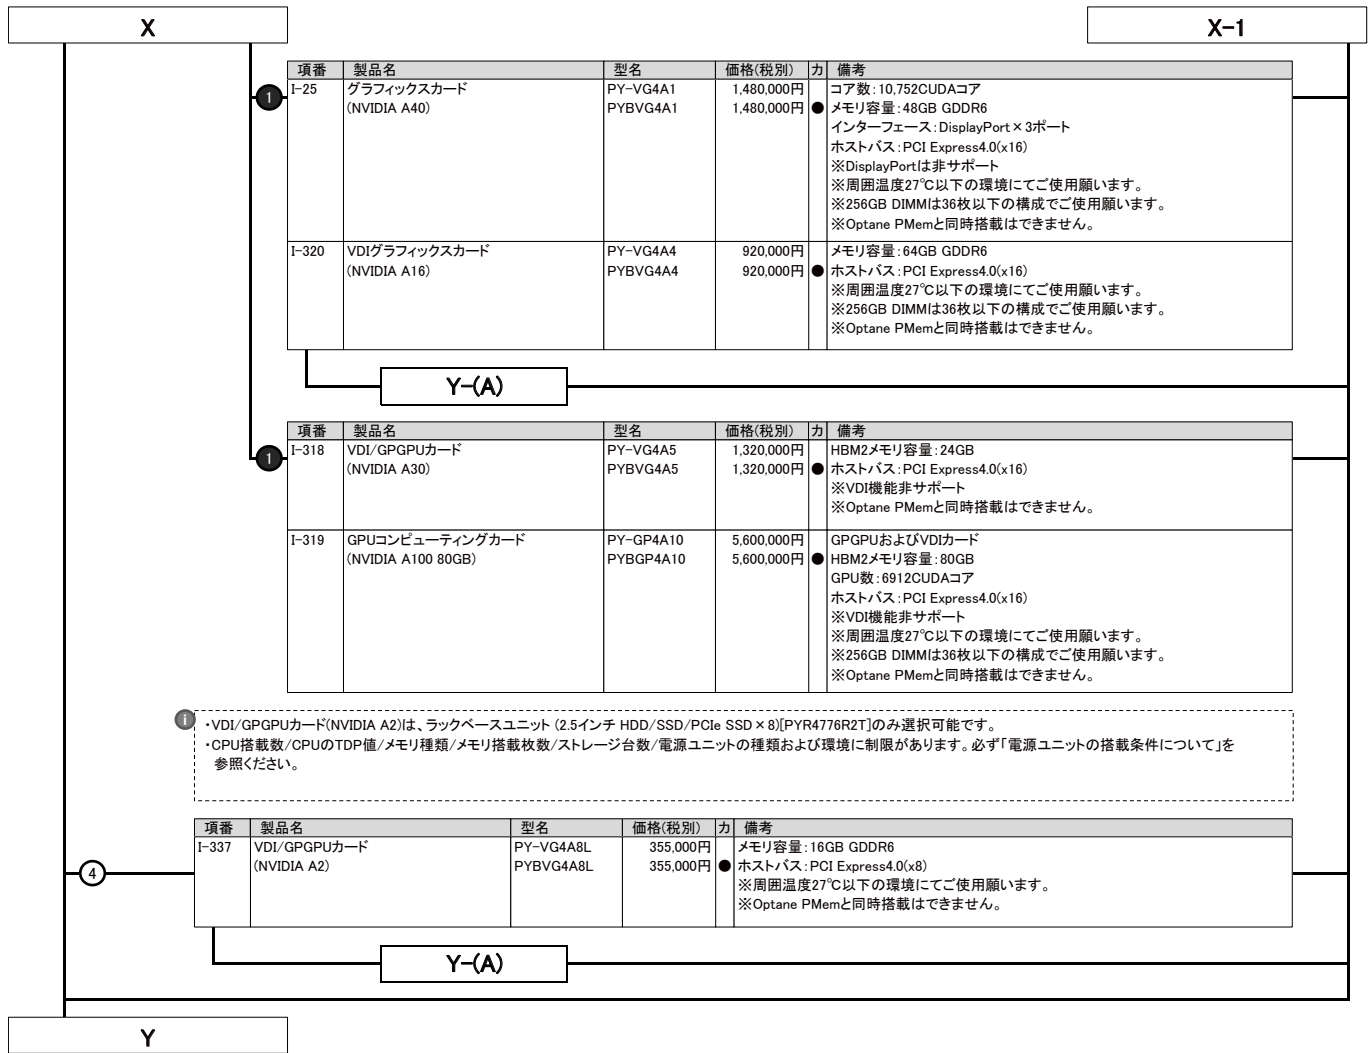 X
X-1
項番 製品名 型名 価格(税別) カ 備考
1 I-25 グラフィックスカード PY-VG4A1 1,480,000円 コア数:10,752CUDAコア
(NVIDIA A40) PYBVG4A1 1,480,000円 ● メモリ容量:48GB GDDR6
インターフェース:DisplayPort×3ポート
ホストバス:PCI Express4.0(x16)
※DisplayPortは非サポート
※周囲温度27℃以下の環境にてご使用願います。
※256GB DIMMは36枚以下の構成でご使用願います。
※Optane PMemと同時搭載はできません。
I-320 VDIグラフィックスカード PY-VG4A4 920,000円 メモリ容量:64GB GDDR6
(NVIDIA A16) PYBVG4A4 920,000円 ● ホストバス:PCI Express4.0(x16)
※周囲温度27℃以下の環境にてご使用願います。
※256GB DIMMは36枚以下の構成でご使用願います。
※Optane PMemと同時搭載はできません。
Y-(A)
項番 製品名 型名 価格(税別) カ 備考
1 I-318 VDI/GPGPUカード PY-VG4A5 1,320,000円 HBM2メモリ容量:24GB
(NVIDIA A30) PYBVG4A5 1,320,000円 ● ホストバス:PCI Express4.0(x16)
※VDI機能非サポート
※Optane PMemと同時搭載はできません。
I-319 GPUコンピューティングカード PY-GP4A10 5,600,000円 GPGPUおよびVDIカード
(NVIDIA A100 80GB) PYBGP4A10 5,600,000円 ● HBM2メモリ容量:80GB
GPU数:6912CUDAコア
ホストバス:PCI Express4.0(x16)
※VDI機能非サポート
※周囲温度27℃以下の環境にてご使用願います。
※256GB DIMMは36枚以下の構成でご使用願います。
※Optane PMemと同時搭載はできません。
i ・VDI/GPGPUカード(NVIDIA A2)は、ラックベースユニット (2.5インチ HDD/SSD/PCIe SSD×8)[PYR4776R2T]のみ選択可能です。
・CPU搭載数/CPUのTDP値/メモリ種類/メモリ搭載枚数/ストレージ台数/電源ユニットの種類および環境に制限があります。必ず「電源ユニットの搭載条件について」を
参照ください。
項番 製品名 型名 価格(税別) カ 備考
4 I-337 VDI/GPGPUカード PY-VG4A8L 355,000円 メモリ容量:16GB GDDR6
(NVIDIA A2) PYBVG4A8L 355,000円 ● ホストバス:PCI Express4.0(x8)
※周囲温度27℃以下の環境にてご使用願います。
※Optane PMemと同時搭載はできません。
Y-(A)
Y